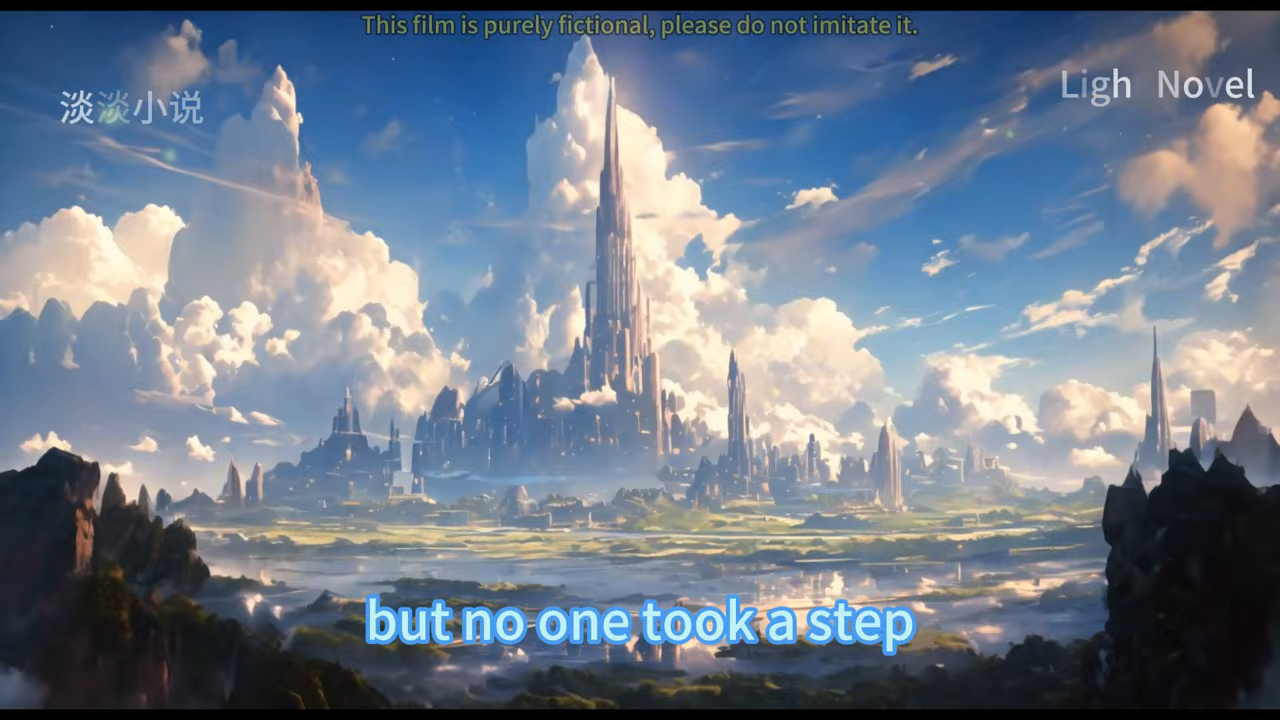 This film is purely fictional, please do not imitate it.
淡淡小说
Ligh Novel
but no one took a step